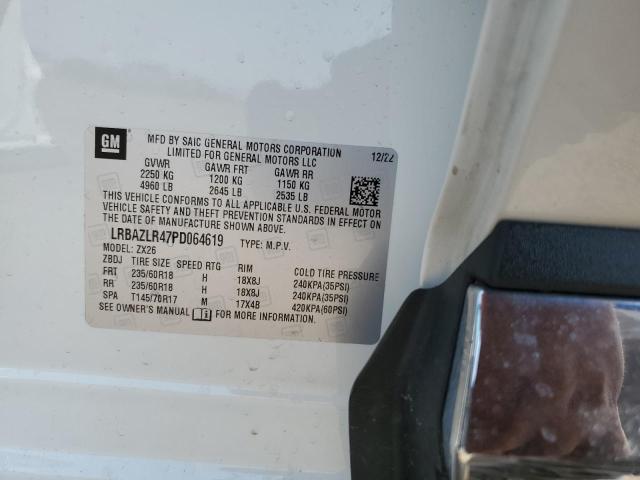 GM
MFD BY SAIC GENERAL MOTORS CORPORATION
LIMITED FOR GENERAL MOTORS LLC
12/22
GVWR GAWR FRT GAWR RR
2250 KG 1200 KG 1150 KG
4960 LB 2645 LB 2535 LB
THIS VEHICLE CONFORMS TO ALL APPLICABLE U.S. FEDERAL MOTOR
VEHICLE SAFETY AND THEFT PREVENTION STANDARDS IN EFFECT ON
THE DATE OF MANUFACTURE SHOWN ABOVE.
LRBAZLR47PD064619 TYPE: M.P.V.
MODEL: ZX26
ZBDJ TIRE SIZE SPEED RTG RIM COLD TIRE PRESSURE
FRT 235/60R18 H 18X8J 240KPA(35PSI)
RR 235/60R18 H 18X8J 240KPA(35PSI)
SPA T145/70R17 M 17X4B 420KPA(60PSI)
SEE OWNER'S MANUAL FOR MORE INFORMATION.